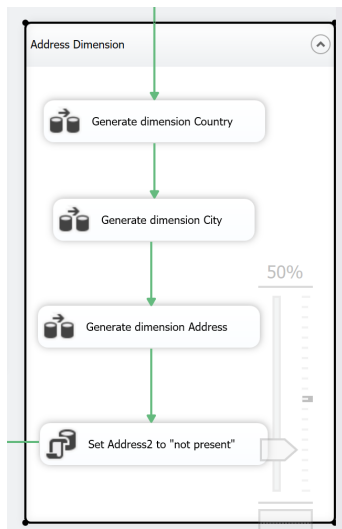 Address Dimension
Generate dimension Country
Generate dimension City
50%
Generate dimension Address
Set Address2 to "not present"